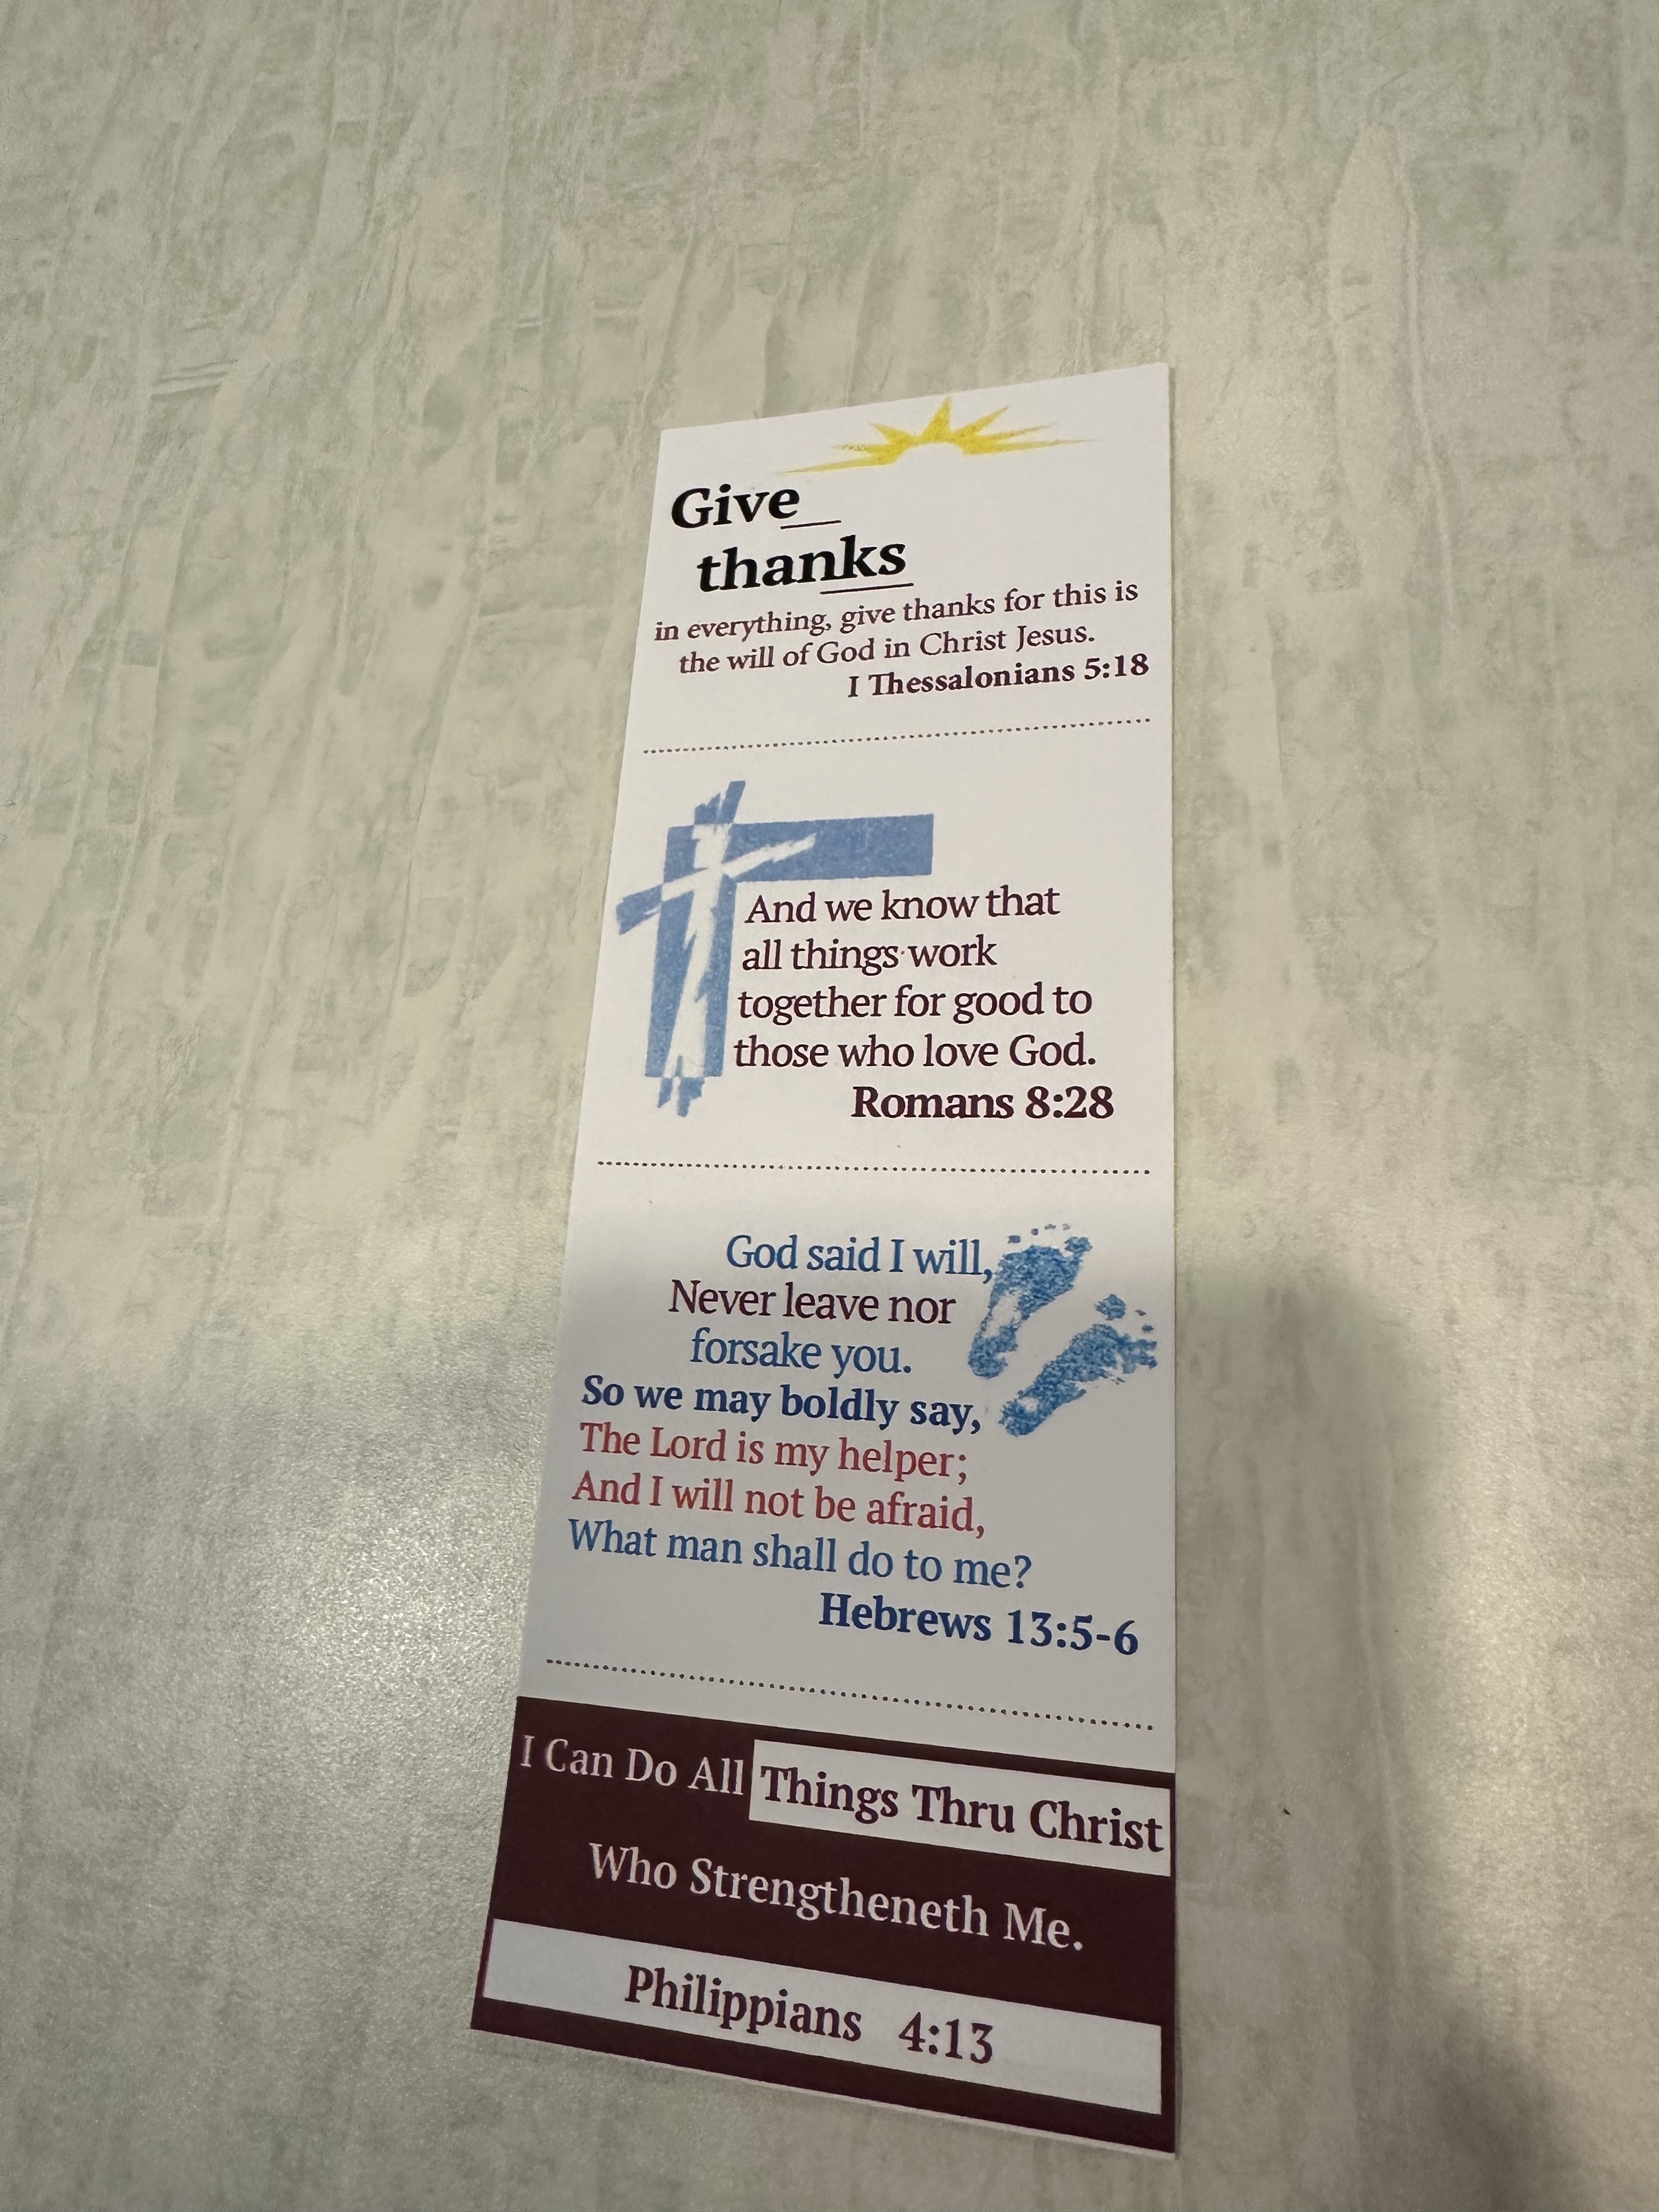 Give
thanks
in everything, give thanks for this is
the will of God in Christ Jesus.
I Thessalonians 5:18
And we know that
all things work
together for good to
those who love God.
Romans 8:28
God said I will,
Never leave nor
forsake you.
So we may boldly say,
The Lord is my helper;
And I will not be afraid,
What man shall do to me?
Hebrews 13:5-6
I Can Do All Things Thru Christ
Who Strengtheneth Me.
Philippians 4:13